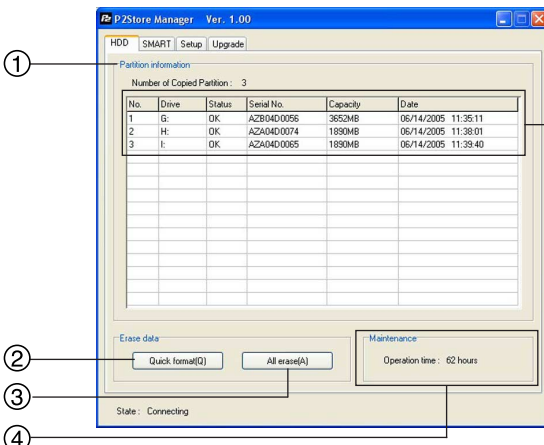 P2 P2Store Manager Ver. 1.00
HDD SMART Setup Upgrade
① Partition information
Number of Copied Partition : 3
No. Drive Status Serial No. Capacity Date
1 G: OK AZB04D0056 3652MB 06/14/2005 11:35:11
2 H: OK AZA04D0074 1890MB 06/14/2005 11:38:01
3 I: OK AZA04D0065 1890MB 06/14/2005 11:39:40
Erase data Maintenance
② Quick format(Q) All erase(A) Operation time : 62 hours
③
State : Connecting
④